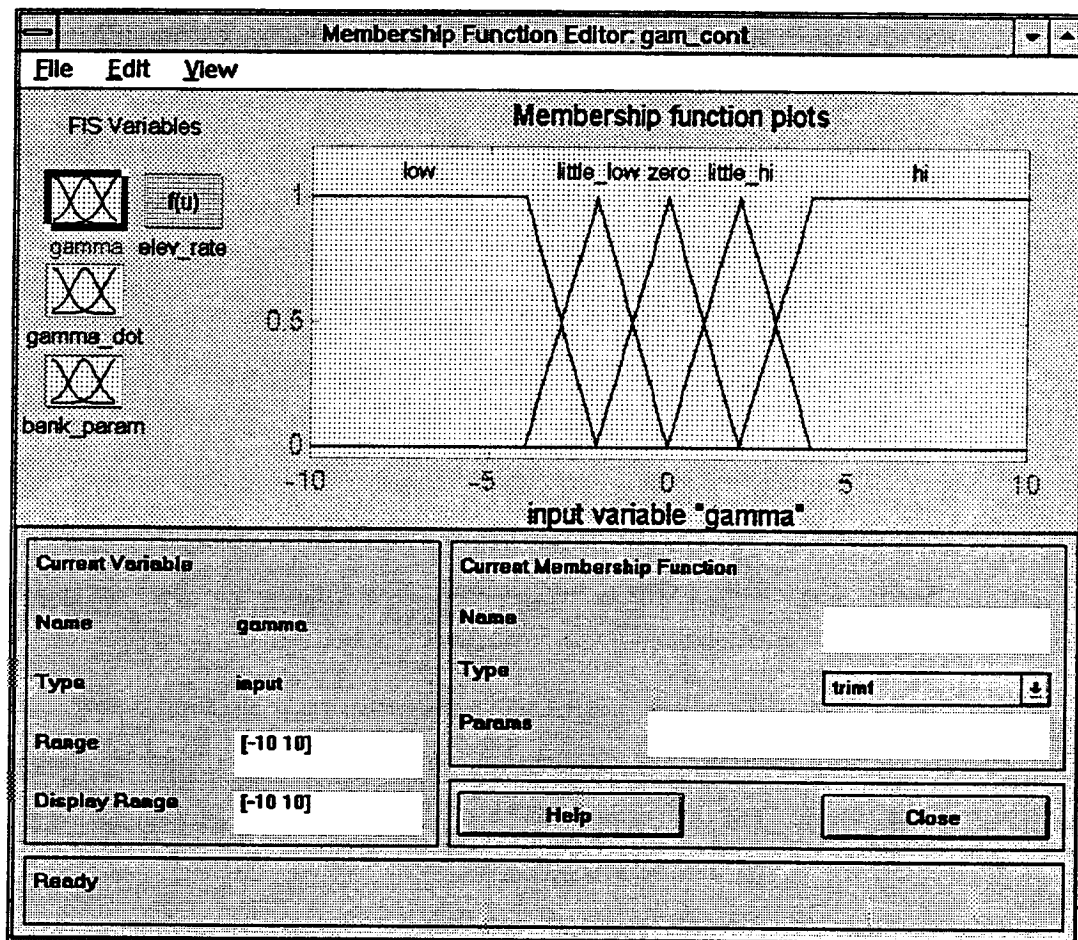 Membership Function Editor: gam_cont
File Edit View
FIS Variables
f(u)
gamma elev_rate
gamma_dot
bank_param
Membership function plots
low little_low zero little_hi hi
1
0.5
0
-10 -5 0 5 10
input variable "gamma"
Current Variable
Name gamma
Type input
Range [-10 10]
Display Range [-10 10]
Current Membership Function
Name
Type trimf
Params
Help Close
Ready